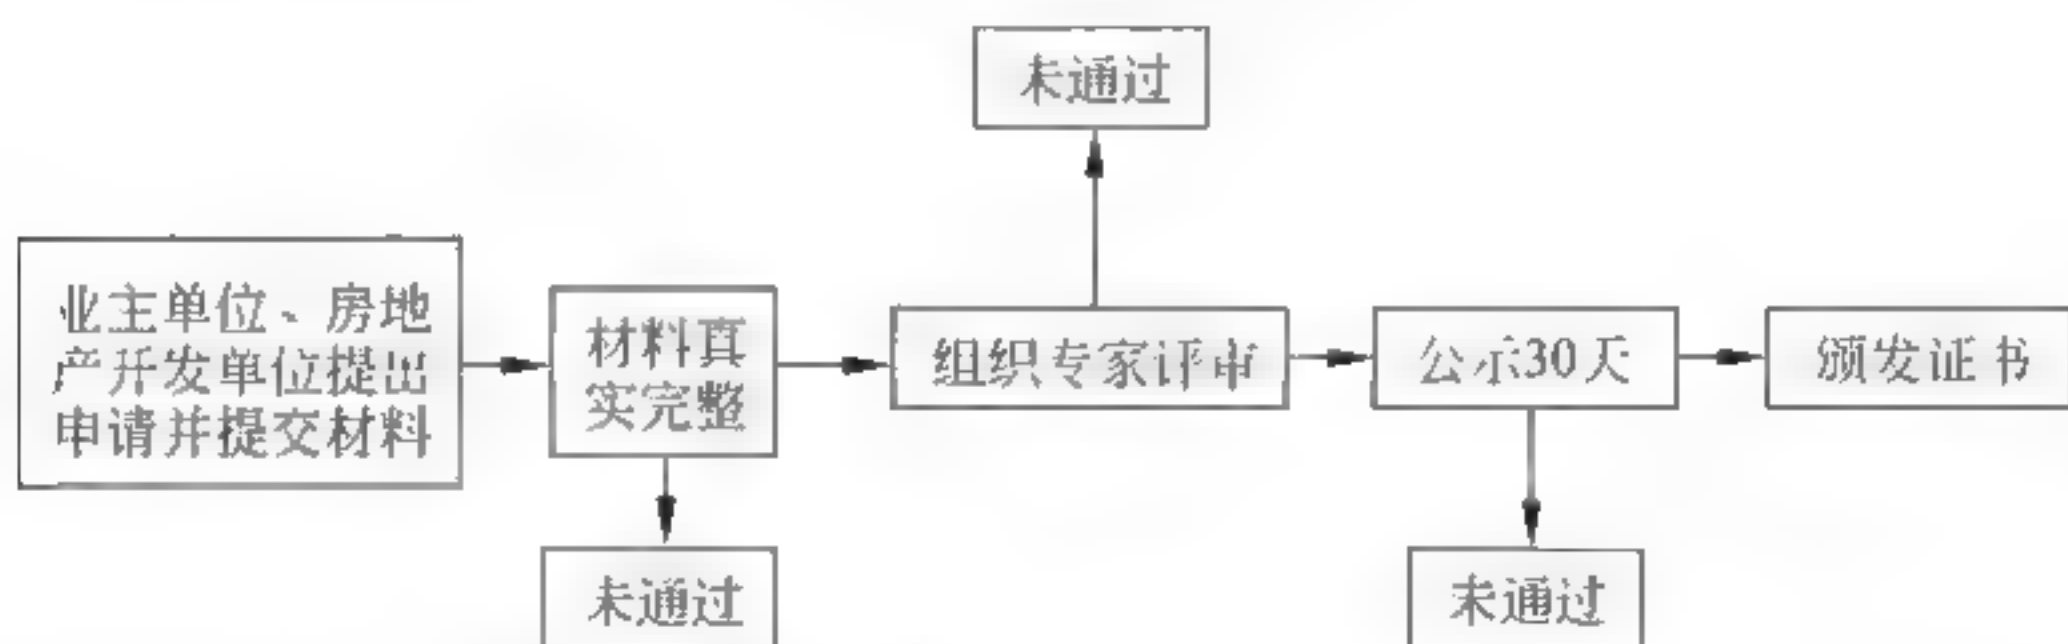 未通过
业主单位、房地
产开发单位提出
申请并提交材料
材料真
实完整
组织专家评审
公示30天
颁发证书
未通过
未通过